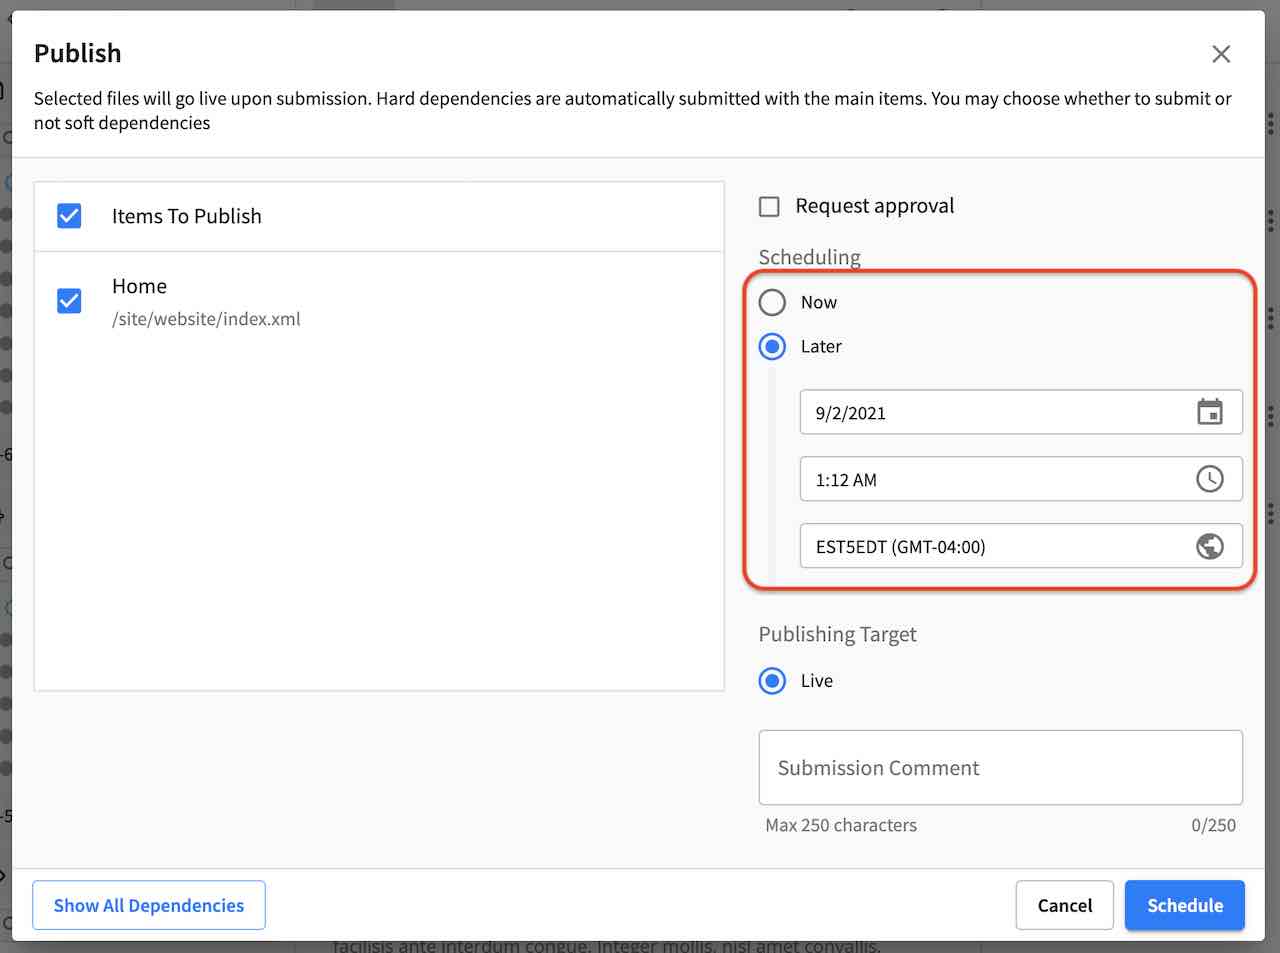 Publish
Selected files will go live upon submission. Hard dependencies are automatically submitted with the main items. You may choose whether to submit or
not soft dependencies
Items To Publish
Home
/site/website/index.xml
Request approval
Scheduling
Now
Later
9/2/2021
1:12 AM
EST5EDT (GMT-04:00)
Publishing Target
Live
Submission Comment
Max 250 characters
0/250
Show All Dependencies
Cancel
Schedule
facilisis ante interdum congue. Integer mollis, nisl amet convallis,